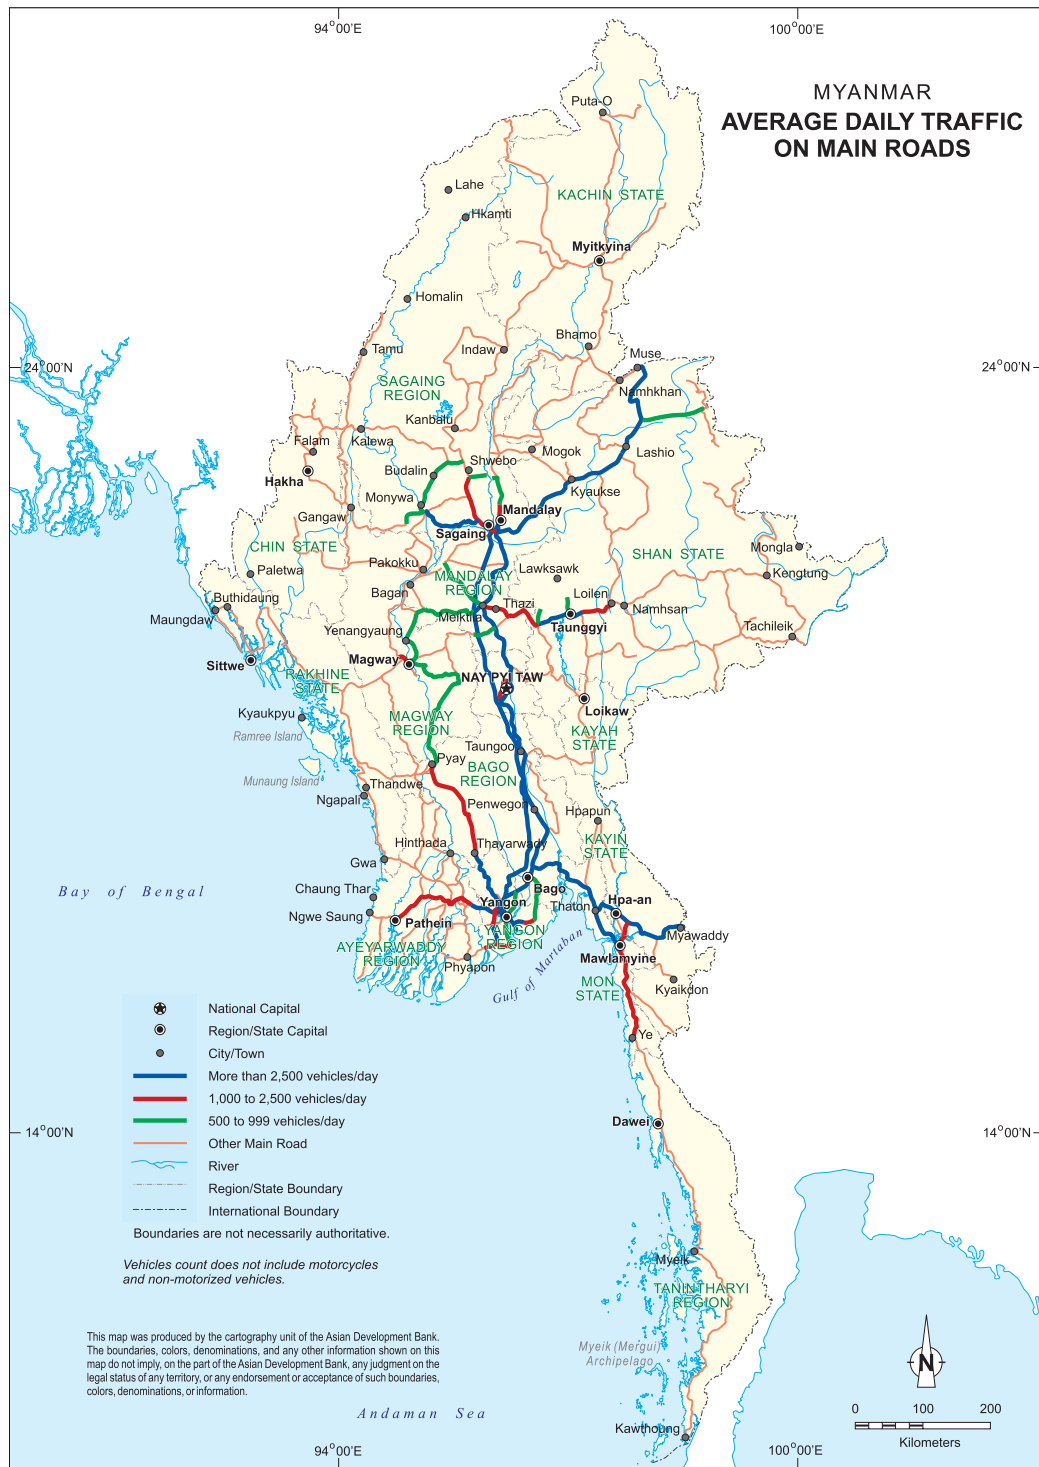 94°00'E
100°00'E
MYANMAR
AVERAGE DAILY TRAFFIC
ON MAIN ROADS
Puta-O
Lahe
KACHIN STATE
Hkamti
Myitkyina
Homalin
Bhamo
Tamu
Indaw
Muse
24°00'N
24°00'N
SAGAING
REGION
Namhkhan
Kanbalu
Falam
Kalewa
Mogok
Lashio
Budalin
Shwebo
Hakha
Kyaukse
Monywa
Mandalay
Gangaw
Sagaing
CHIN STATE
SHAN STATE
Mongla
Pakokku
Lawksawk
Paletwa
MANDALAY
REGION
Kengtung
Bagan
Loilen
Buthidaung
Thazi
Namhsan
Maungdaw
Meiktila
Taunggyi
Yenangyaung
Tachileik
Magway
Sittwe
RAKHINE
STATE
NAY PYI TAW
Loikaw
Kyaukpyu
MAGWAY
REGION
Ramree Island
KAYAH
STATE
Taungoo
Pyay
BAGO
REGION
Munaung Island
Thandwe
Ngapali
Penwegon
Hpapun
Hinthada
Thayarwady
KAYIN
STATE
Gwa
Chaung Thar
Bago
Bay of Bengal
Yangon
Hpa-an
Thaton
Ngwe Saung
Pathein
YANGON
REGION
Myawaddy
AYEYARWADDY
REGION
Mawlamyine
Phyapon
Gulf of Martaban
MON
STATE
Kyaikdon
National Capital
Region/State Capital
Ye
City/Town
More than 2,500 vehicles/day
1,000 to 2,500 vehicles/day
500 to 999 vehicles/day
Dawei
14°00'N
14°00'N
Other Main Road
River
Region/State Boundary
International Boundary
Boundaries are not necessarily authoritative.
Vehicles count does not include motorcycles
and non-motorized vehicles.
Myeik
TANINTHARYI
REGION
This map was produced by the cartography unit of the Asian Development Bank.
The boundaries, colors, denominations, and any other information shown on this
map do not imply, on the part of the Asian Development Bank, any judgment on the
legal status of any territory, or any endorsement or acceptance of such boundaries,
colors, denominations, or information.
Myeik (Mergui)
Archipelago
N
Andaman Sea
0 100 200
Kilometers
Kawthoung
94°00'E
100°00'E